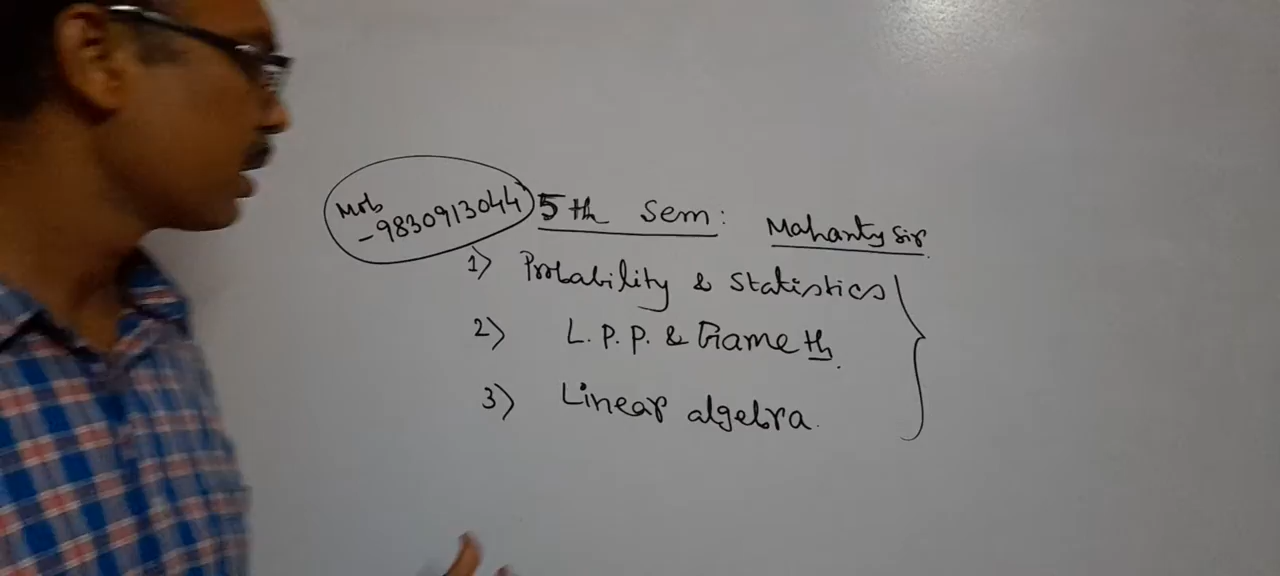 Mob
-9830913044
5th Sem: Mahanty Sir.
1) Probability & Statistics
2) L.P.P. & Game th.
3) Linear algebra.